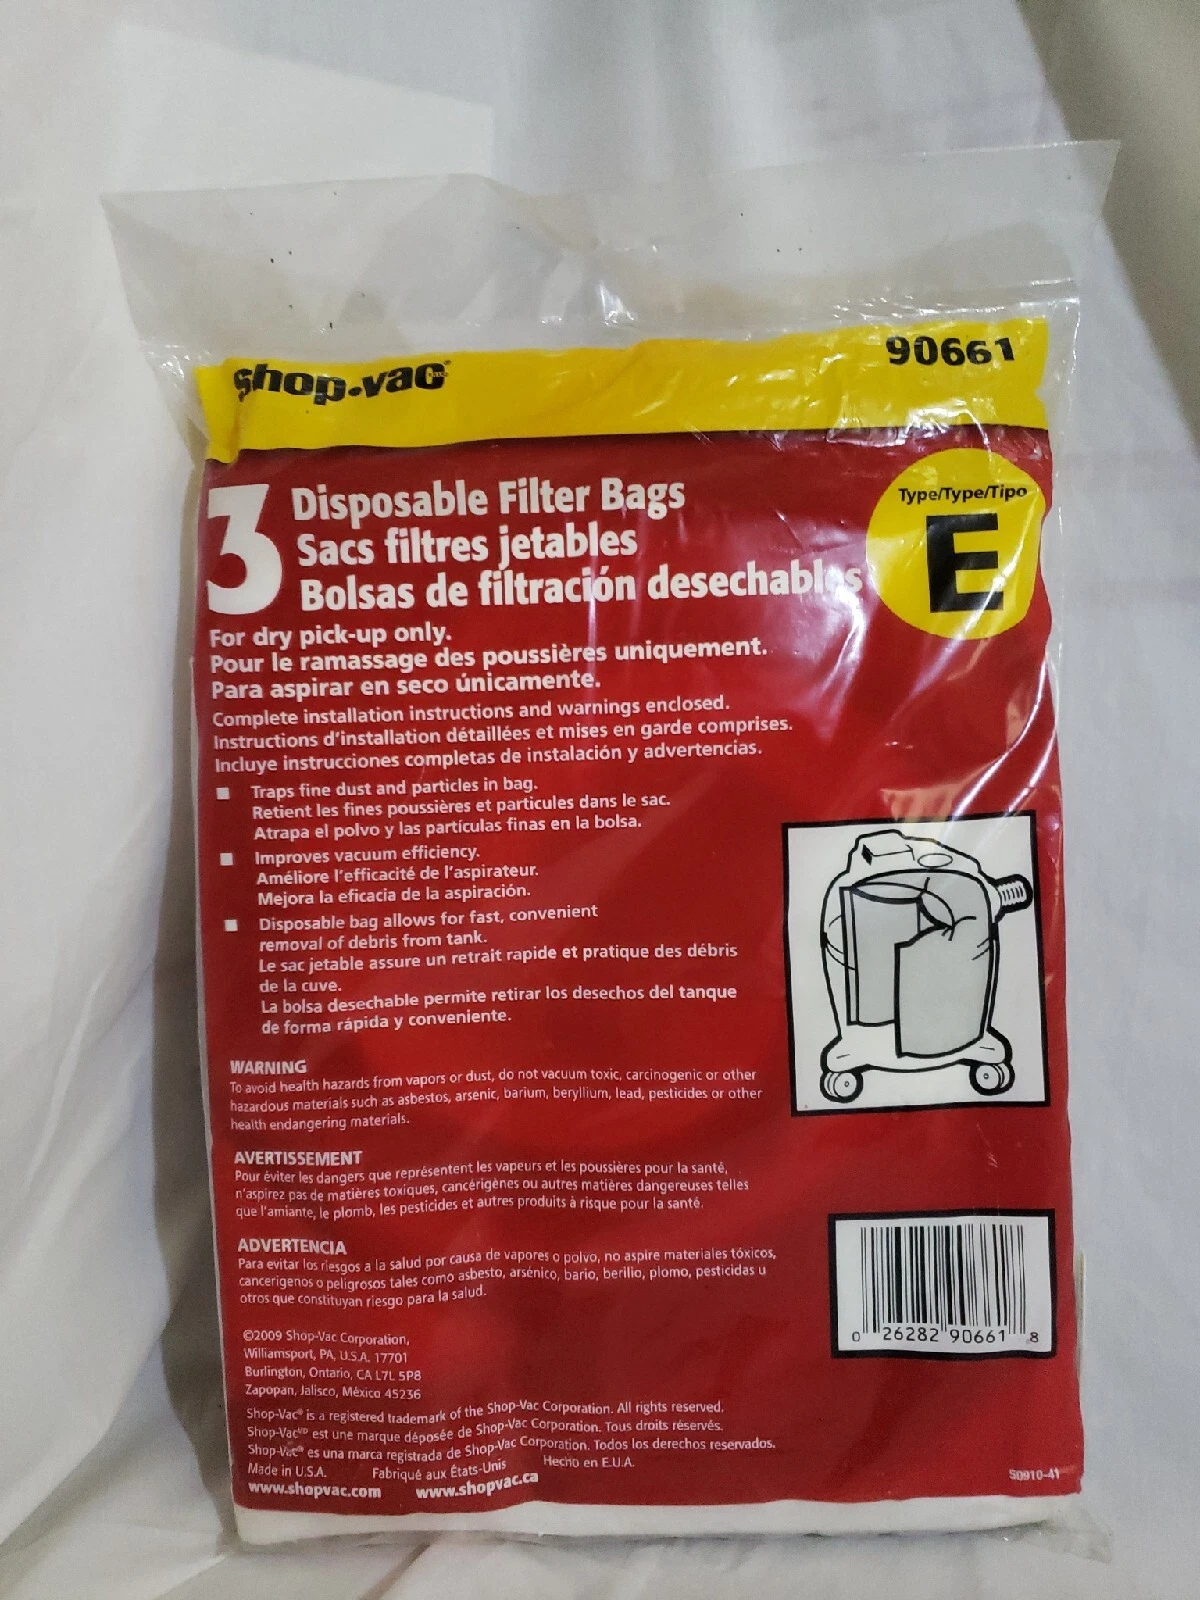 shop·vac®
90661
3
Disposable Filter Bags
Sacs filtres jetables
Bolsas de filtración desechables
Type/Type/Tipo
E
For dry pick-up only.
Pour le ramassage des poussières uniquement.
Para aspirar en seco únicamente.
Complete installation instructions and warnings enclosed.
Instructions d'installation détaillées et mises en garde comprises.
Incluye instrucciones completas de instalación y advertencias.
■ Traps fine dust and particles in bag.
Retient les fines poussières et particules dans le sac.
Atrapa el polvo y las partículas finas en la bolsa.
■ Improves vacuum efficiency.
Améliore l'efficacité de l'aspirateur.
Mejora la eficacia de la aspiración.
■ Disposable bag allows for fast, convenient
removal of debris from tank.
Le sac jetable assure un retrait rapide et pratique des débris
de la cuve.
La bolsa desechable permite retirar los desechos del tanque
de forma rápida y conveniente.
WARNING
To avoid health hazards from vapors or dust, do not vacuum toxic, carcinogenic or other
hazardous materials such as asbestos, arsenic, barium, beryllium, lead, pesticides or other
health endangering materials.
AVERTISSEMENT
Pour éviter les dangers que représentent les vapeurs et les poussières pour la santé,
n'aspirez pas de matières toxiques, cancérigènes ou autres matières dangereuses telles
que l'amiante, le plomb, les pesticides et autres produits à risque pour la santé.
ADVERTENCIA
Para evitar los riesgos a la salud por causa de vapores o polvo, no aspire materiales tóxicos,
cancerígenos o peligrosos tales como asbesto, arsénico, bario, berilio, plomo, pesticidas u
otros que constituyan riesgo para la salud.
0 26282 90661 8
©2009 Shop-Vac Corporation,
Williamsport, PA, U.S.A. 17701
Burlington, Ontario, CA L7L 5P8
Zapopan, Jalisco, México 45236
Shop-Vac® is a registered trademark of the Shop-Vac Corporation. All rights reserved.
Shop-Vac MD est une marque déposée de Shop-Vac Corporation. Tous droits réservés.
Shop-Vac® es una marca registrada de Shop-Vac Corporation. Todos los derechos reservados.
Made in U.S.A. Fabriqué aux États-Unis Hecho en E.U.A.
www.shopvac.com www.shopvac.ca
S0910-41